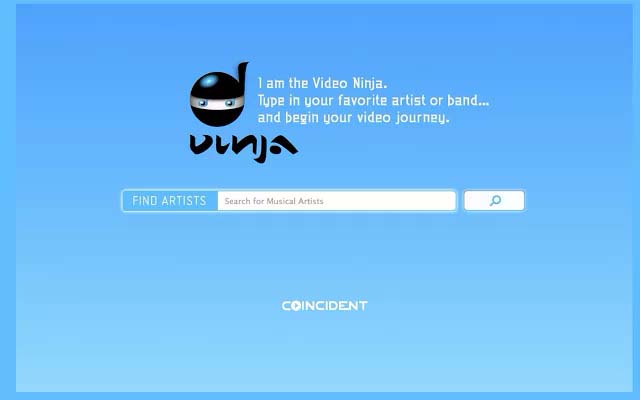 I am the Video Ninja.
Type in your favorite artist or band...
and begin your video journey.
vinja
FIND ARTISTS
Search for Musical Artists
COINCIDENT